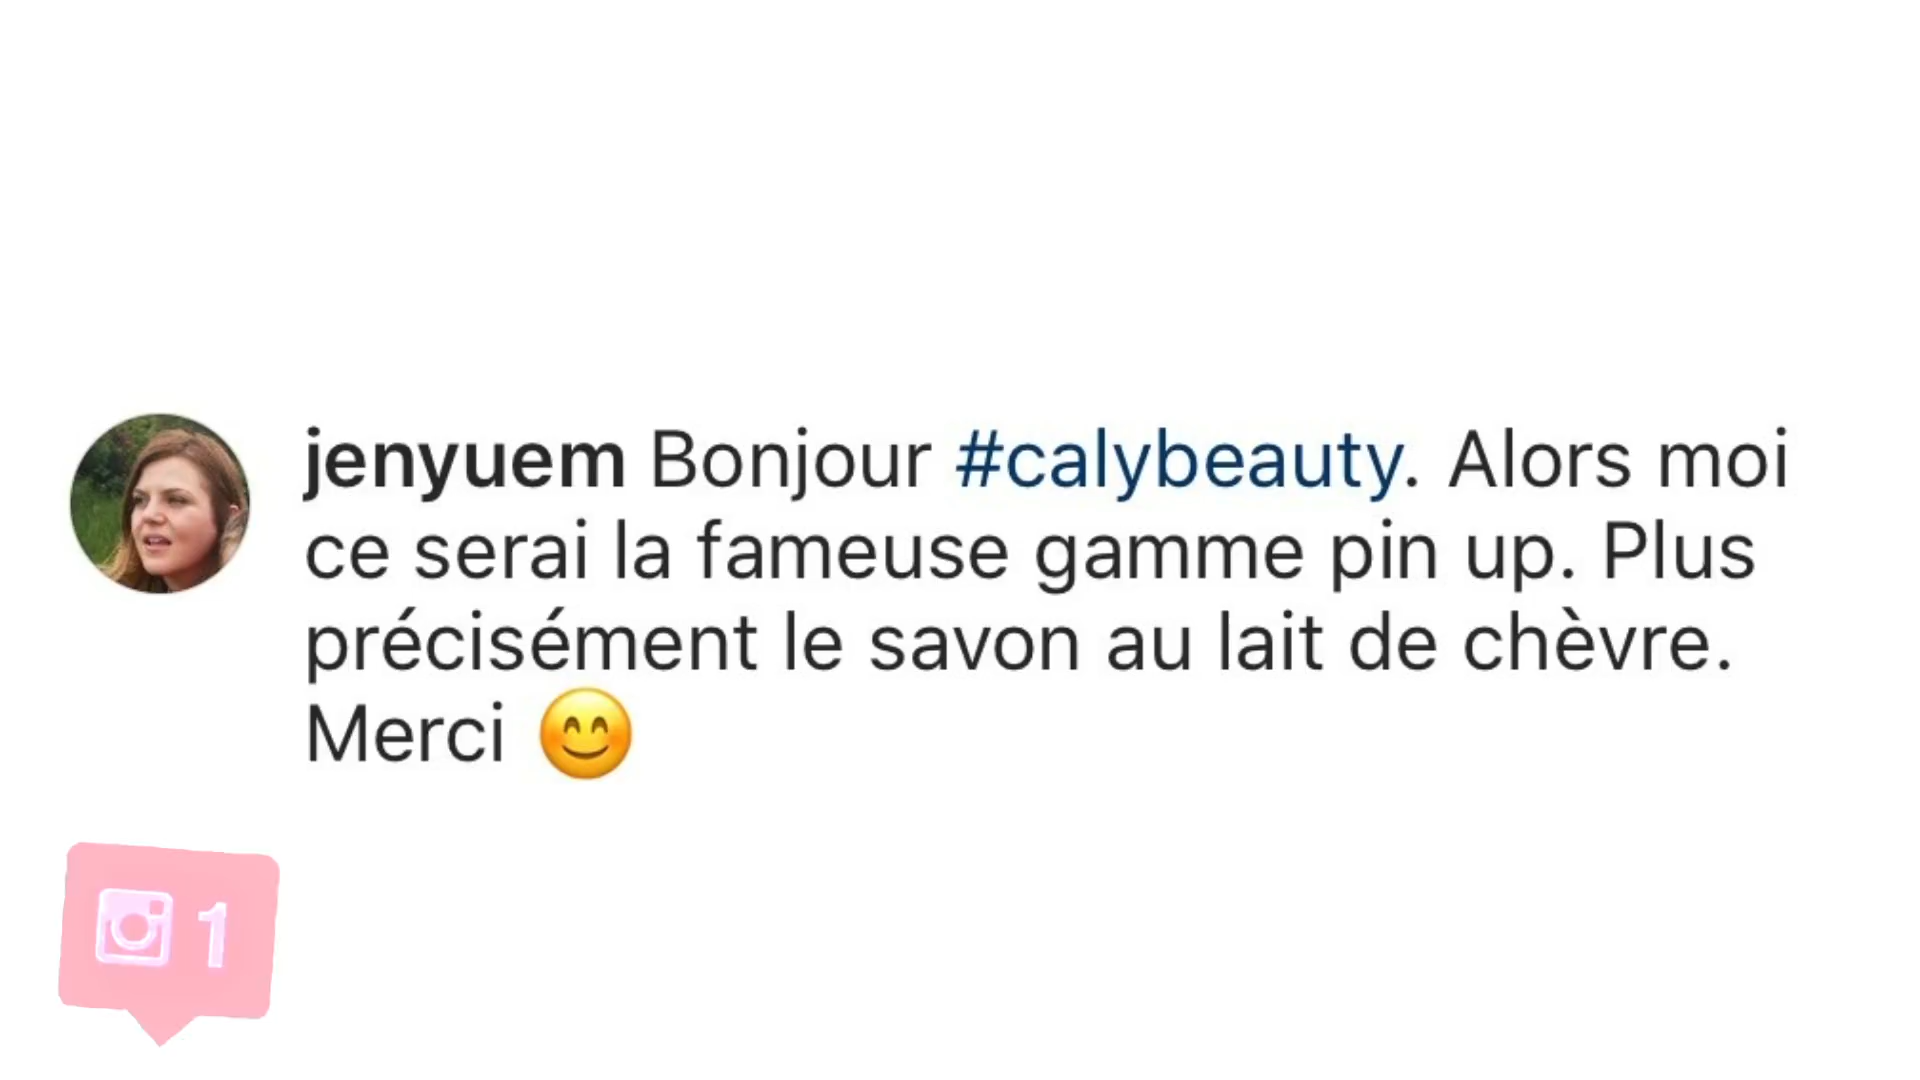 jenyuem Bonjour #calybeauty. Alors moi
ce serai la fameuse gamme pin up. Plus
précisément le savon au lait de chèvre.
Merci 😊
1